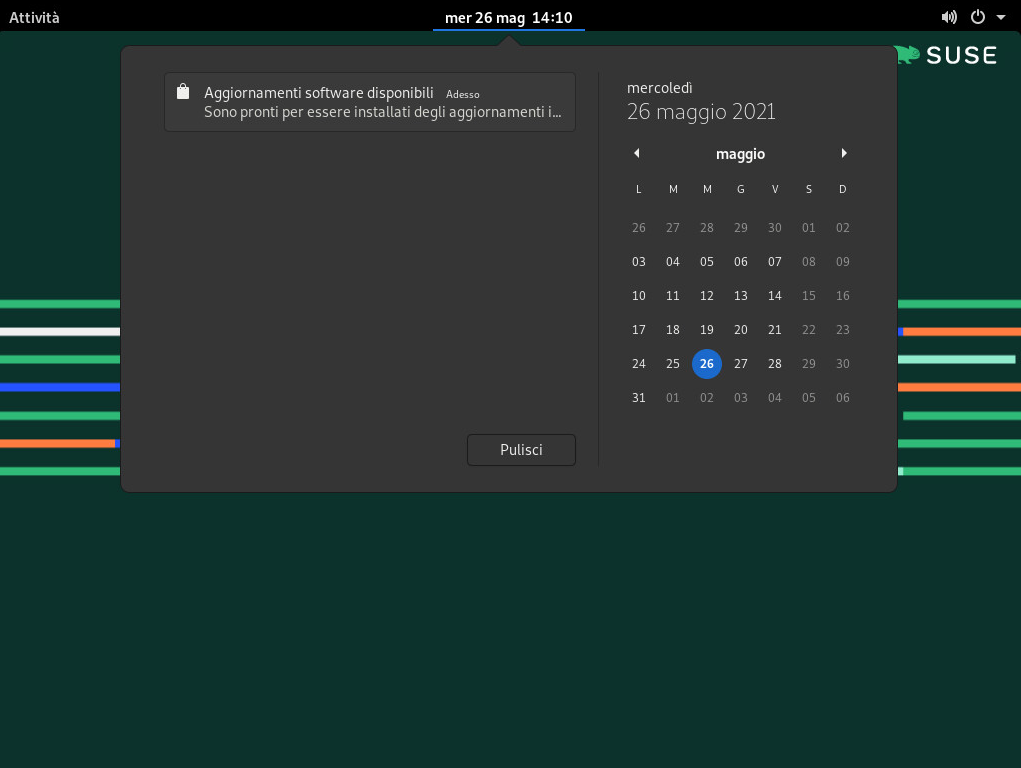 Attività
mer 26 mag 14:10
SUSE
Aggiornamenti software disponibili Adesso
Sono pronti per essere installati degli aggiornamenti i…
Pulisci
mercoledì
26 maggio 2021
maggio
L M M G V S D
26 27 28 29 30 01 02
03 04 05 06 07 08 09
10 11 12 13 14 15 16
17 18 19 20 21 22 23
24 25 26 27 28 29 30
31 01 02 03 04 05 06